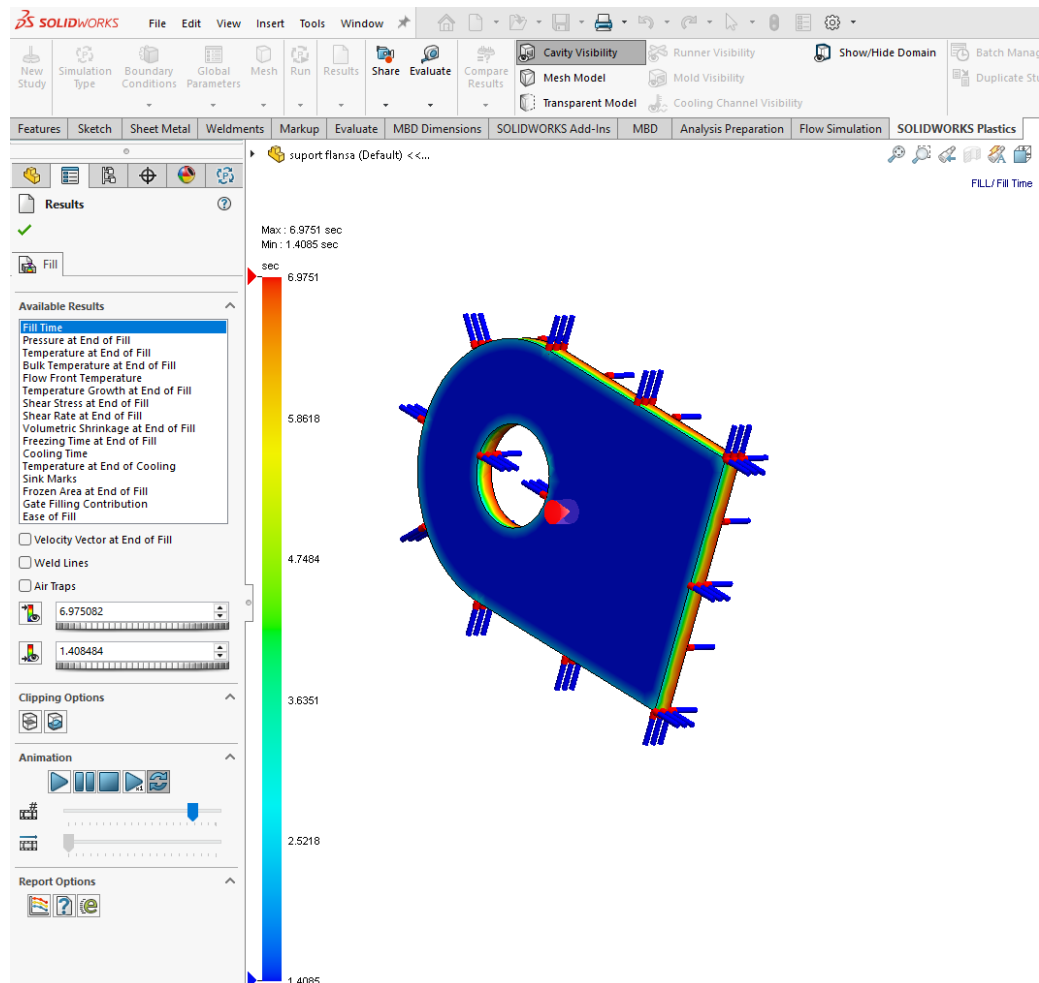 SOLIDWORKS File Edit View Insert Tools Window
New Study
Simulation Type
Boundary Conditions
Global Parameters
Mesh
Run
Results
Share
Evaluate
Compare Results
Cavity Visibility
Mesh Model
Transparent Model
Runner Visibility
Mold Visibility
Cooling Channel Visibility
Show/Hide Domain
Batch Manag
Duplicate Stu
Features Sketch Sheet Metal Weldments Markup Evaluate MBD Dimensions SOLIDWORKS Add-Ins MBD Analysis Preparation Flow Simulation SOLIDWORKS Plastics
suport flansa (Default) <<...
FILL/ Fill Time
Results
Fill
Available Results
Fill Time
Pressure at End of Fill
Temperature at End of Fill
Bulk Temperature at End of Fill
Flow Front Temperature
Temperature Growth at End of Fill
Shear Stress at End of Fill
Shear Rate at End of Fill
Volumetric Shrinkage at End of Fill
Freezing Time at End of Fill
Cooling Time
Temperature at End of Cooling
Sink Marks
Frozen Area at End of Fill
Gate Filling Contribution
Ease of Fill
Velocity Vector at End of Fill
Weld Lines
Air Traps
6.975082
1.408484
Clipping Options
Animation
x1
#
Report Options
Max : 6.9751 sec
Min : 1.4085 sec
sec
6.9751
5.8618
4.7484
3.6351
2.5218
1.4085